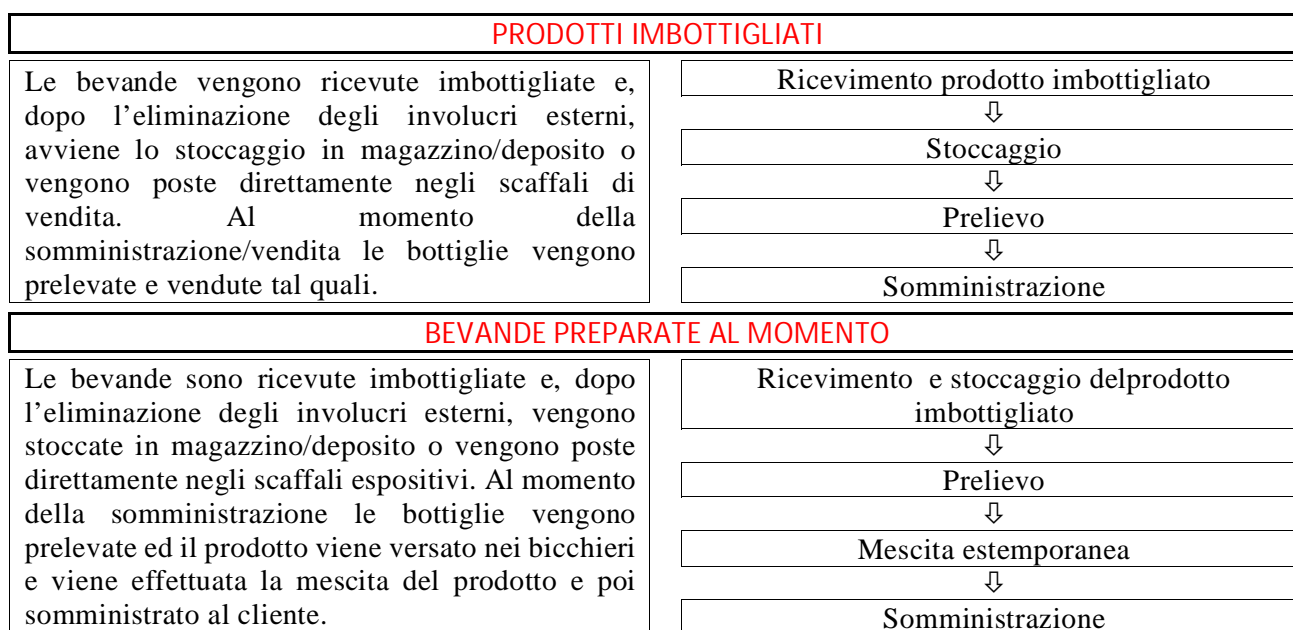 PRODOTTI IMBOTTIGLIATI
Le bevande vengono ricevute imbottigliate e,
dopo l’eliminazione degli involucri esterni,
avviene lo stoccaggio in magazzino/deposito o
vengono poste direttamente negli scaffali di
vendita. Al momento della
somministrazione/vendita le bottiglie vengono
prelevate e vendute tal quali.
Ricevimento prodotto imbottigliato
⇩
Stoccaggio
⇩
Prelievo
⇩
Somministrazione
BEVANDE PREPARATE AL MOMENTO
Le bevande sono ricevute imbottigliate e, dopo
l’eliminazione degli involucri esterni, vengono
stoccate in magazzino/deposito o vengono poste
direttamente negli scaffali espositivi. Al momento
della somministrazione le bottiglie vengono
prelevate ed il prodotto viene versato nei bicchieri
e viene effettuata la mescita del prodotto e poi
somministrato al cliente.
Ricevimento e stoccaggio delprodotto
imbottigliato
⇩
Prelievo
⇩
Mescita estemporanea
⇩
Somministrazione